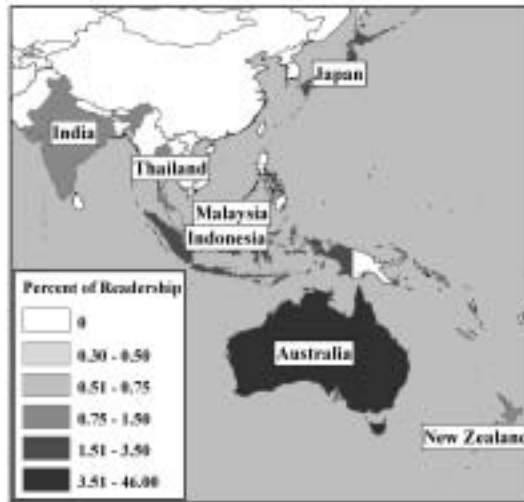 Japan
India
Thailand
Malaysia
Indonesia
Percent of Readership
0
0.30 - 0.50
0.51 - 0.75
0.75 - 1.50
1.51 - 3.50
3.51 - 46.00
Australia
New Zealand